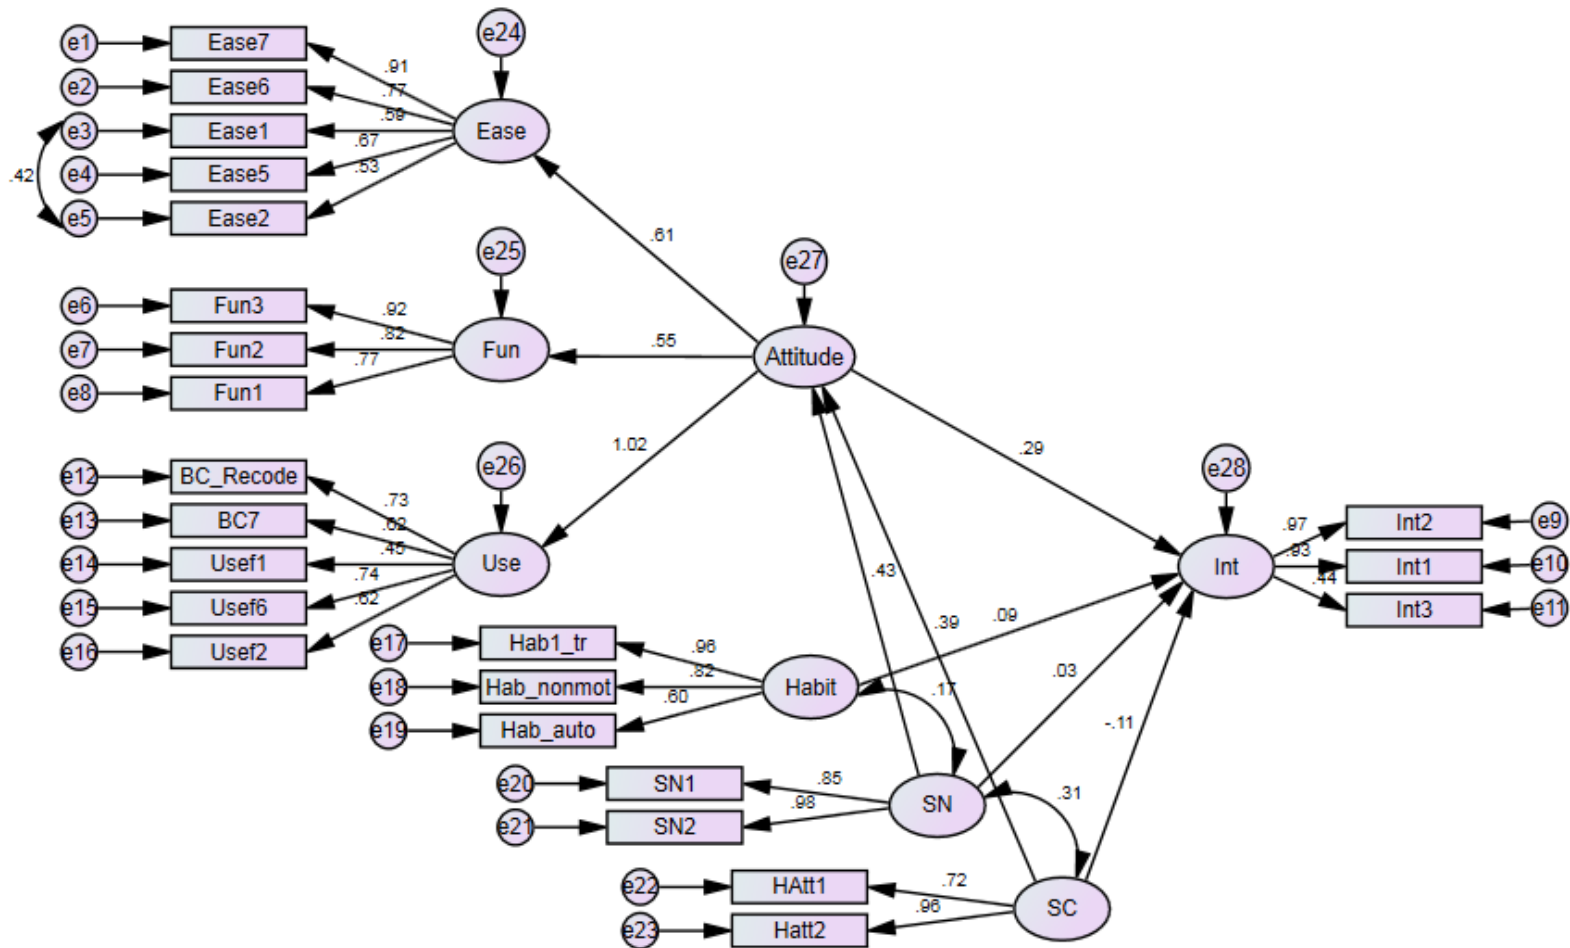 e24
e1 Ease7
.91
e2 Ease6
.77
e3 Ease1
.59
Ease
.42
e4 Ease5
.67
e5 Ease2
.53
.61
e25
e27
e6 Fun3
.92
e7 Fun2
.82
Fun
.55
Attitude
e8 Fun1
.77
1.02
.29
e26
e28
e12 BC_Recode
.73
e13 BC7
.62
e14 Usef1
.45
Use
e15 Usef6
.74
e16 Usef2
.62
.43
.39
.09
Int
.97
Int2 e9
.93
Int1 e10
.44
Int3 e11
e17 Hab1_tr
.96
e18 Hab_nonmot
.82
Habit
.17
.03
e19 Hab_auto
.60
-.11
e20 SN1
.85
SN
.31
e21 SN2
.98
e22 HAtt1
.72
SC
e23 Hatt2
.96